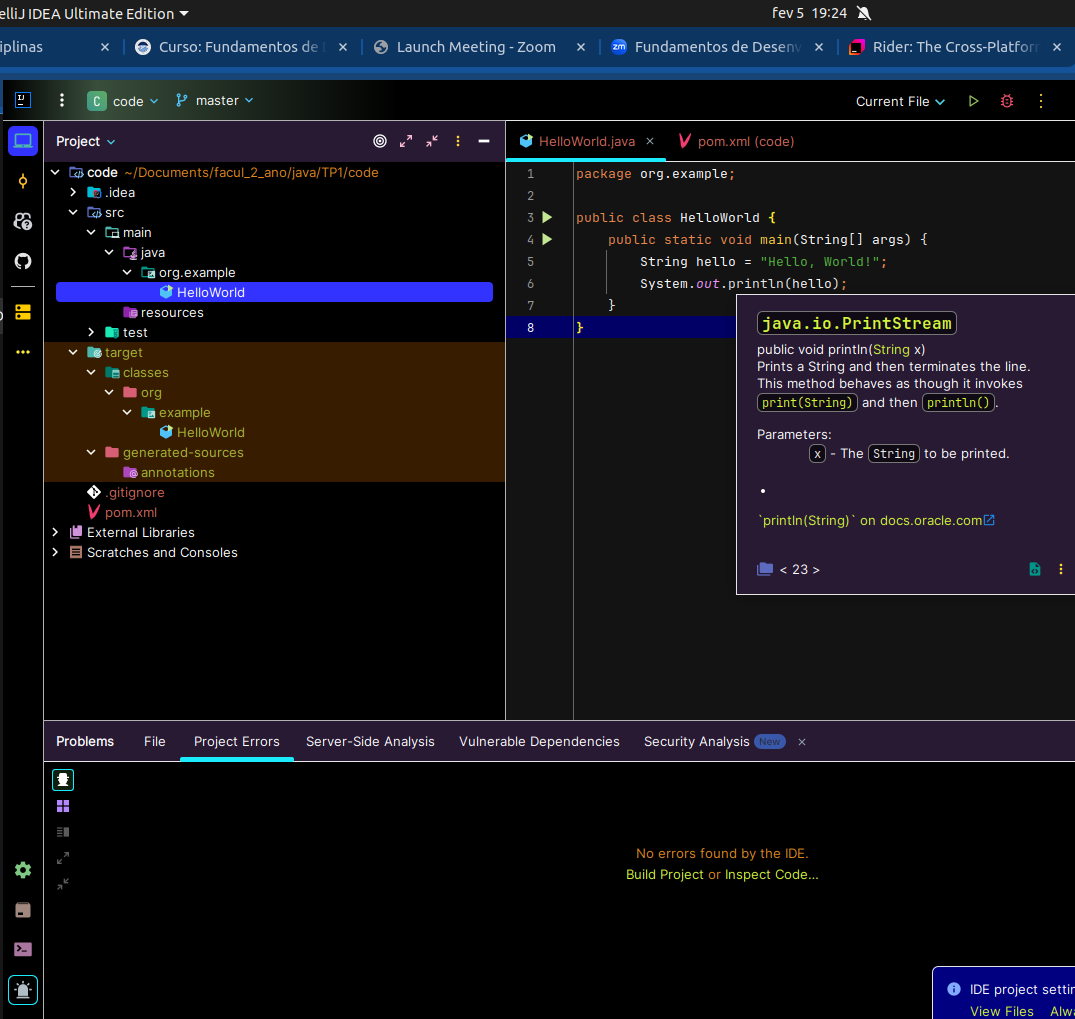 elliJ IDEA Ultimate Edition
fev 5 19:24
iplinas
Curso: Fundamentos de
Launch Meeting - Zoom
zm
Fundamentos de Desenv
Rider: The Cross-Platfor
IJ
C
code
master
Current File
Project
HelloWorld.java
pom.xml (code)
code ~/Documents/facul_2_ano/java/TP1/code
.idea
src
main
java
org.example
HelloWorld
resources
test
target
classes
org
example
HelloWorld
generated-sources
annotations
.gitignore
pom.xml
External Libraries
Scratches and Consoles
1 package org.example;
2
3 public class HelloWorld {
4 public static void main(String[] args) {
5 String hello = "Hello, World!";
6 System.out.println(hello);
7 }
8 }
java.io.PrintStream
public void println(String x)
Prints a String and then terminates the line.
This method behaves as though it invokes
print(String) and then println().
Parameters:
x - The String to be printed.
•
`println(String)` on docs.oracle.com
< 23 >
Problems
File
Project Errors
Server-Side Analysis
Vulnerable Dependencies
Security Analysis
New
No errors found by the IDE.
Build Project or Inspect Code...
IDE project settin
View Files
Alwa